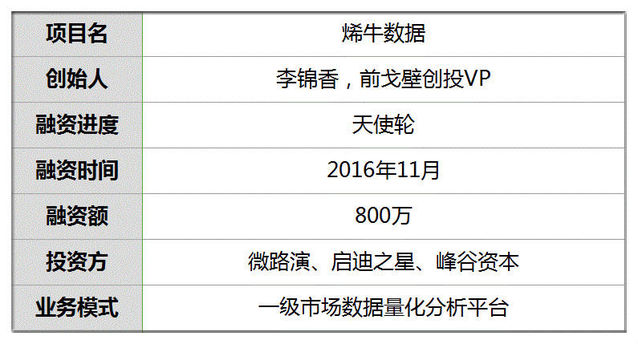 项目名 烯牛数据
创始人 李锦香，前戈壁创投VP
融资进度 天使轮
融资时间 2016年11月
融资额 800万
投资方 微路演、启迪之星、峰谷资本
业务模式 一级市场数据量化分析平台